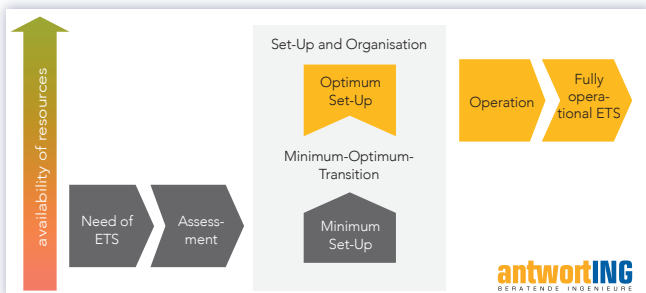 availability of resources
Need of
ETS
Assess-
ment
Set-Up and Organisation
Optimum
Set-Up
Minimum-Optimum-
Transition
Minimum
Set-Up
Operation
Fully
opera-
tional ETS
antwortING
BERATENDE INGENIEURE